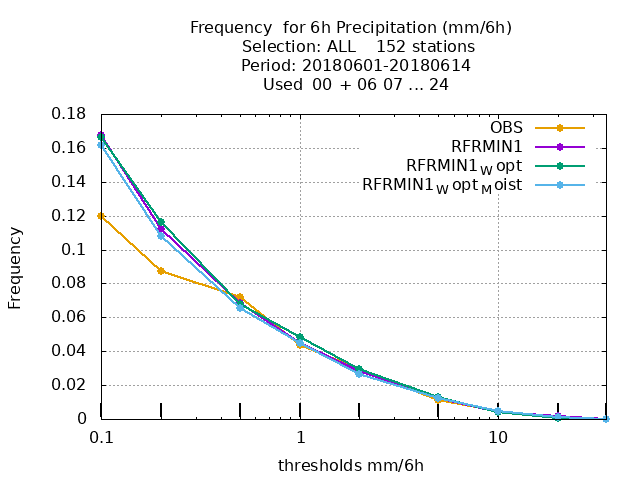 Frequency  for 6h Precipitation (mm/6h)
Selection: ALL    152 stations
Period: 20180601-20180614
Used  00  + 06 07 ... 24
0.18
0.16
0.14
0.12
0.1
0.08
0.06
0.04
0.02
0
Frequency
OBS
RFRMIN1
RFRMIN1_W opt
RFRMIN1_W opt_M oist
0.1
1
10
thresholds mm/6h